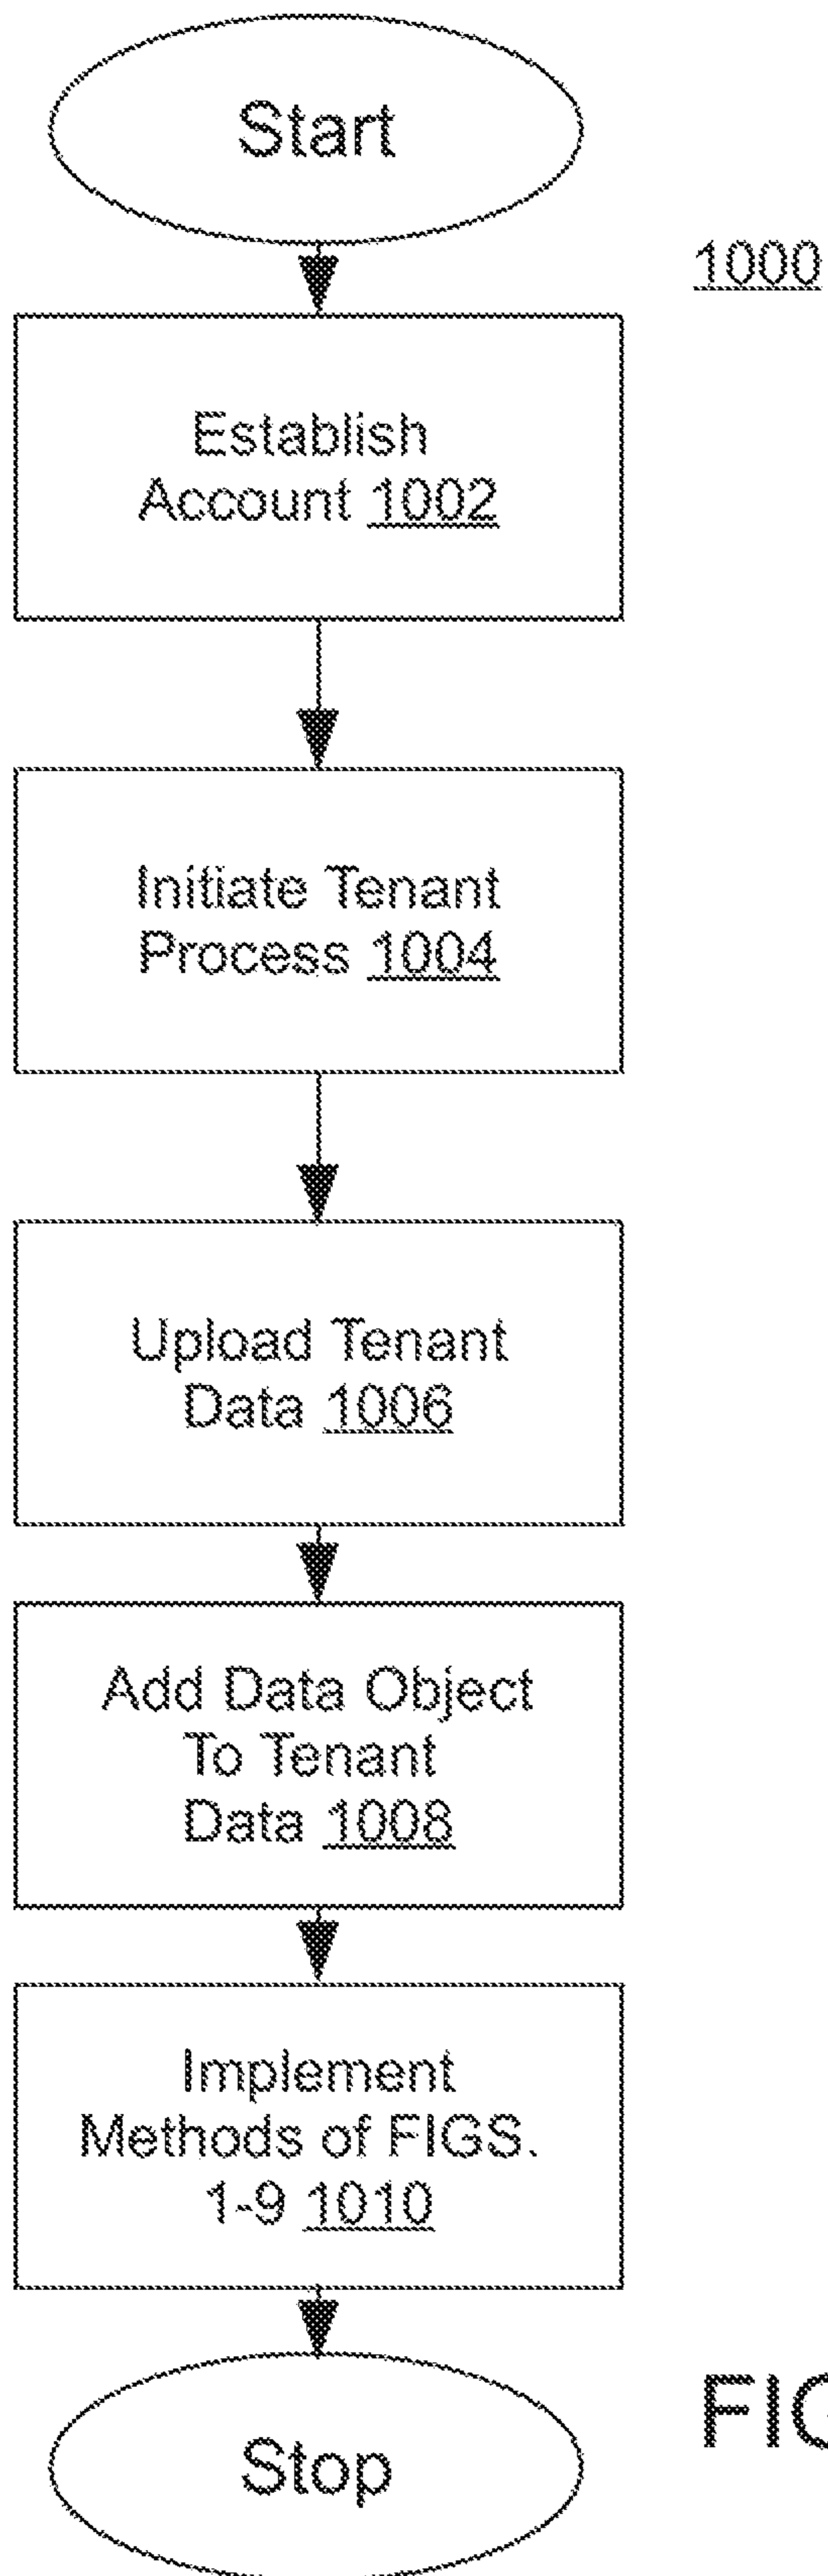 Start
1000
Establish
Account 1002
Initiate Tenant
Process 1004
Upload Tenant
Data 1006
Add Data Object
To Tenant
Data 1008
Implement
Methods of FIGS.
1-9 1010
Stop